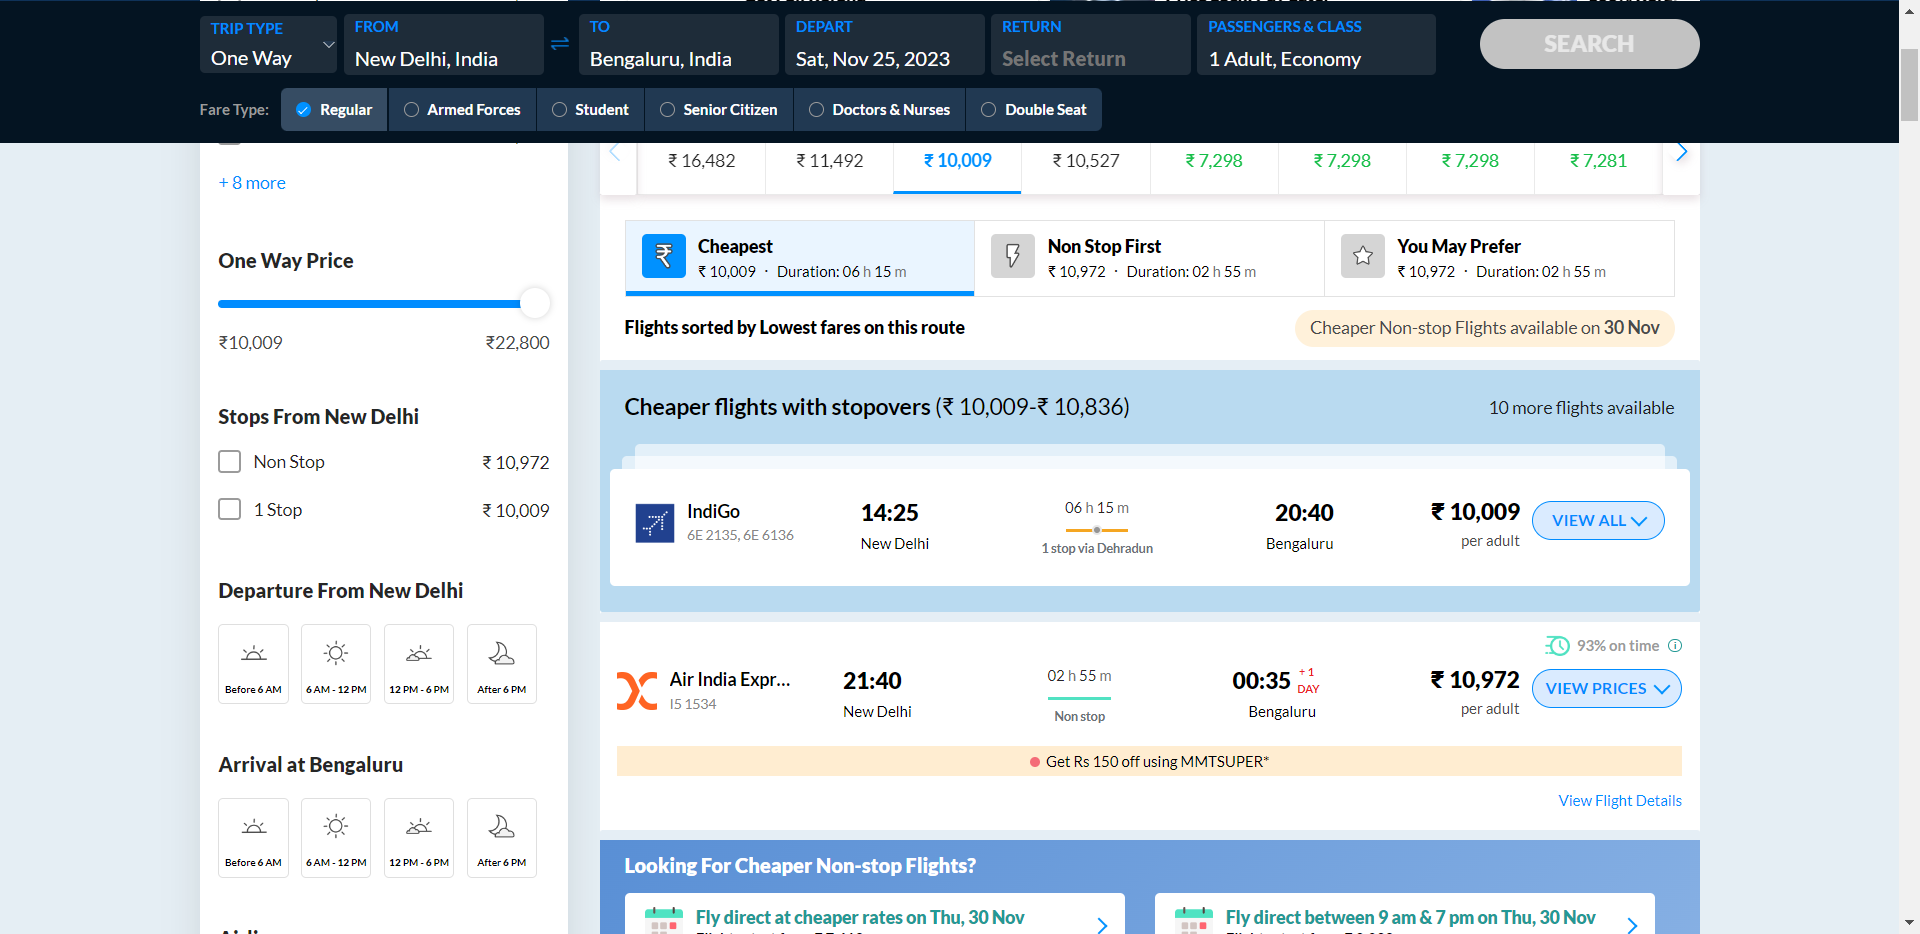 TRIP TYPE
One Way
FROM
New Delhi, India
TO
Bengaluru, India
DEPART
Sat, Nov 25, 2023
RETURN
Select Return
PASSENGERS & CLASS
1 Adult, Economy
SEARCH
Fare Type:
Regular
Armed Forces
Student
Senior Citizen
Doctors & Nurses
Double Seat
+ 8 more
One Way Price
₹10,009 ₹22,800
Stops From New Delhi
Non Stop ₹ 10,972
1 Stop ₹ 10,009
Departure From New Delhi
Before 6 AM
6 AM - 12 PM
12 PM - 6 PM
After 6 PM
Arrival at Bengaluru
Before 6 AM
6 AM - 12 PM
12 PM - 6 PM
After 6 PM
₹ 16,482
₹ 11,492
₹ 10,009
₹ 10,527
₹ 7,298
₹ 7,298
₹ 7,298
₹ 7,281
Cheapest
₹ 10,009 · Duration: 06 h 15 m
Non Stop First
₹ 10,972 · Duration: 02 h 55 m
You May Prefer
₹ 10,972 · Duration: 02 h 55 m
Flights sorted by Lowest fares on this route
Cheaper Non-stop Flights available on 30 Nov
Cheaper flights with stopovers (₹ 10,009-₹ 10,836)
10 more flights available
IndiGo
6E 2135, 6E 6136
14:25
New Delhi
06 h 15 m
1 stop via Dehradun
20:40
Bengaluru
₹ 10,009
per adult
VIEW ALL
93% on time
Air India Expr...
I5 1534
21:40
New Delhi
02 h 55 m
Non stop
00:35 +1 DAY
Bengaluru
₹ 10,972
per adult
VIEW PRICES
Get Rs 150 off using MMTSUPER*
View Flight Details
Looking For Cheaper Non-stop Flights?
Fly direct at cheaper rates on Thu, 30 Nov
Fly direct between 9 am & 7 pm on Thu, 30 Nov